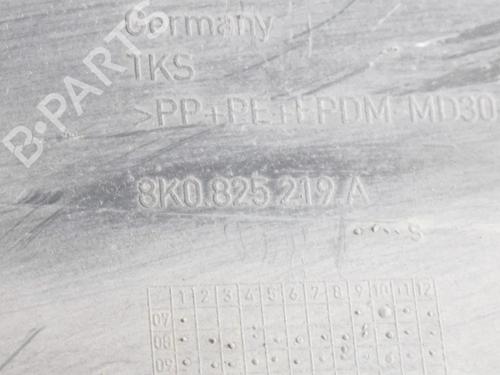 Germany
TKS
>PP+PE+EPDM-MD30
8K0.825 219 A
S
1 2 3 4 5 6 7 8 9 10 11 12
07
08
09
B-PARTS